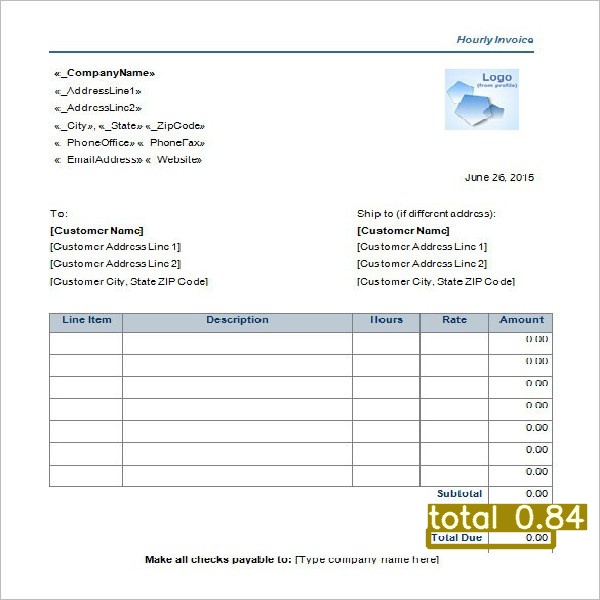 Hourly Invoice
«_CompanyName»
«_AddressLine1»
«_AddressLine2»
«_City», «_State» «_ZipCode»
«_PhoneOffice» «_PhoneFax»
«_EmailAddress» «_Website»
Logo
(from profile)
June 26, 2015
To:
[Customer Name]
[Customer Address Line 1]
[Customer Address Line 2]
[Customer City, State ZIP Code]
Ship to (if different address):
[Customer Name]
[Customer Address Line 1]
[Customer Address Line 2]
[Customer City, State ZIP Code]
Line Item Description Hours Rate Amount
0.00
0.00
0.00
0.00
0.00
0.00
0.00
Subtotal 0.00
total 0.84
Total Due 0.00
Make all checks payable to: [Type company name here]